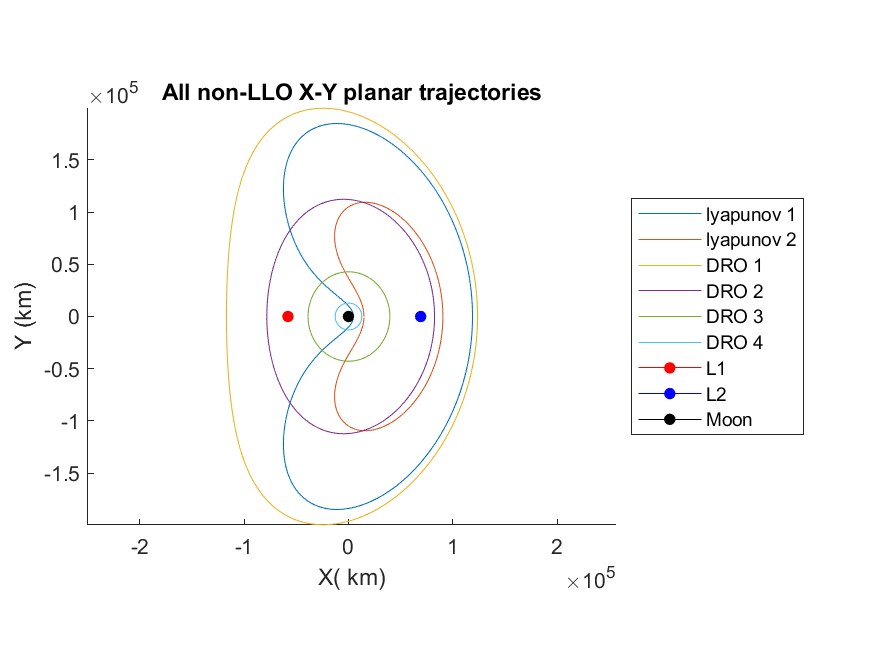 ×10⁵
All non-LLO X-Y planar trajectories
1.5
1
0.5
0
-0.5
-1
-1.5
Y (km)
-2
-1
0
1
2
X( km)
×10⁵
lyapunov 1
lyapunov 2
DRO 1
DRO 2
DRO 3
DRO 4
L1
L2
Moon